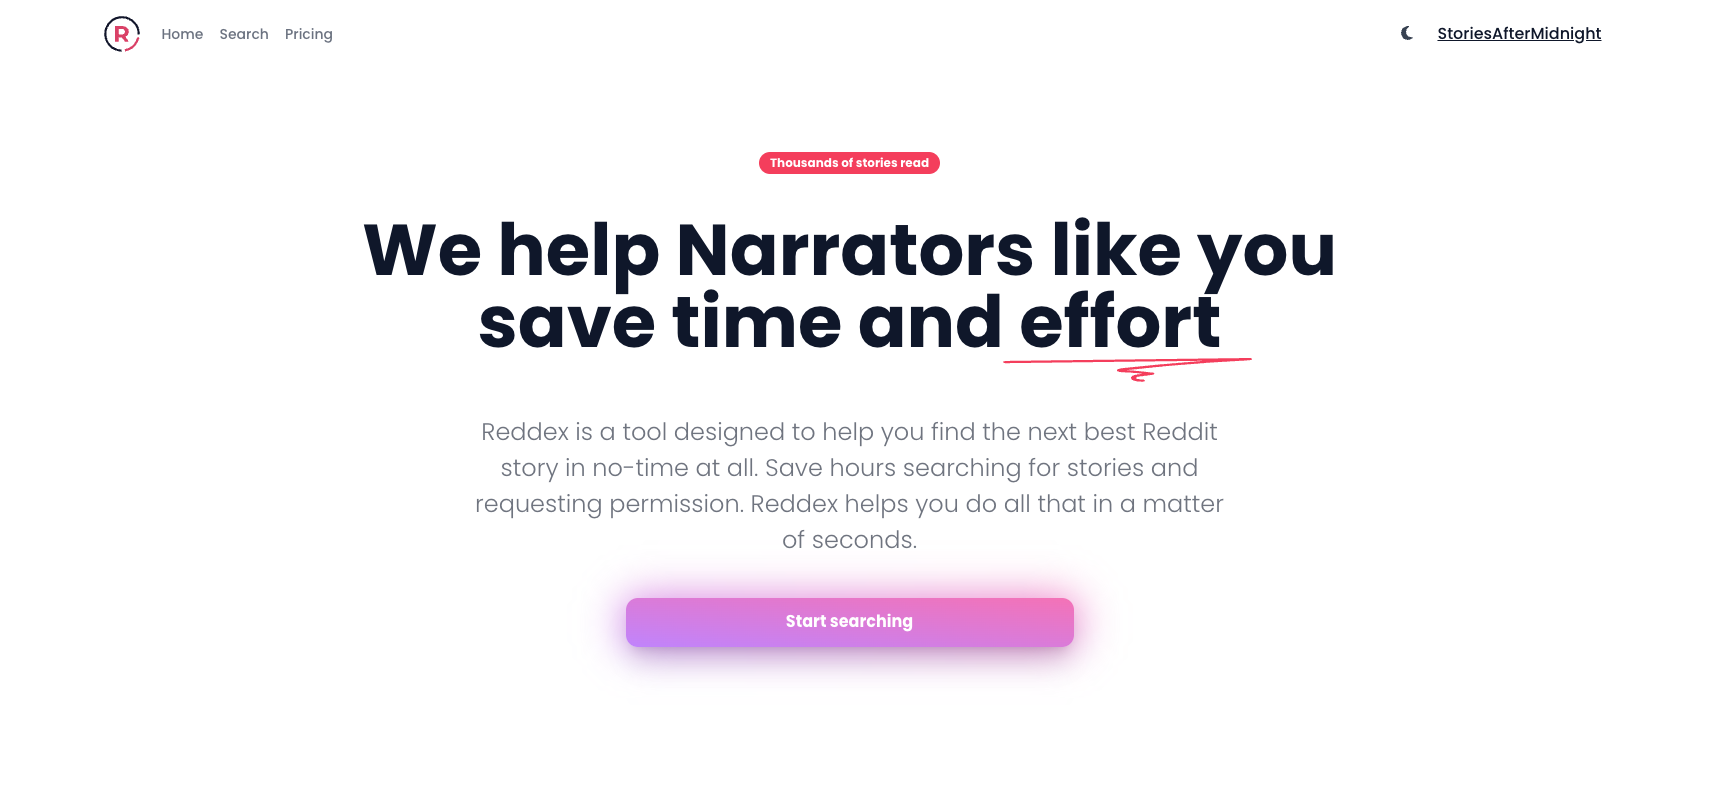 R
Home
Search
Pricing
StoriesAfterMidnight
Thousands of stories read
We help Narrators like you
save time and effort
Reddex is a tool designed to help you find the next best Reddit
story in no-time at all. Save hours searching for stories and
requesting permission. Reddex helps you do all that in a matter
of seconds.
Start searching